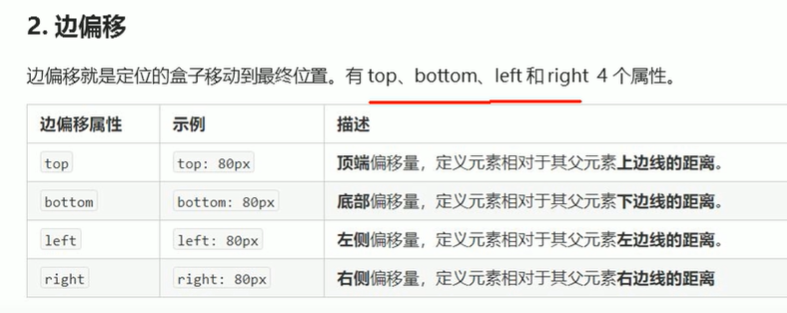 2. 边偏移
边偏移就是定位的盒子移动到最终位置。有 top、bottom、left 和 right 4 个属性。
边偏移属性 示例 描述
top top: 80px 顶端偏移量，定义元素相对于其父元素上边线的距离。
bottom bottom: 80px 底部偏移量，定义元素相对于其父元素下边线的距离。
left left: 80px 左侧偏移量，定义元素相对于其父元素左边线的距离。
right right: 80px 右侧偏移量，定义元素相对于其父元素右边线的距离